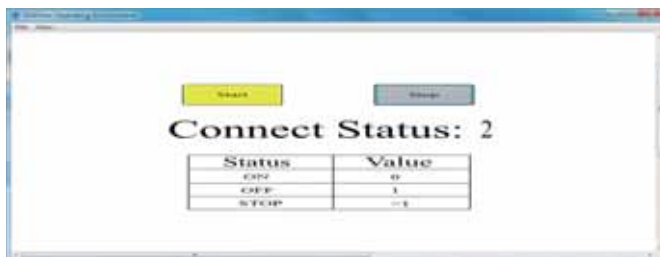 Start Stop
Connect Status: 2
Status Value
ON 0
OFF 1
STOP -1